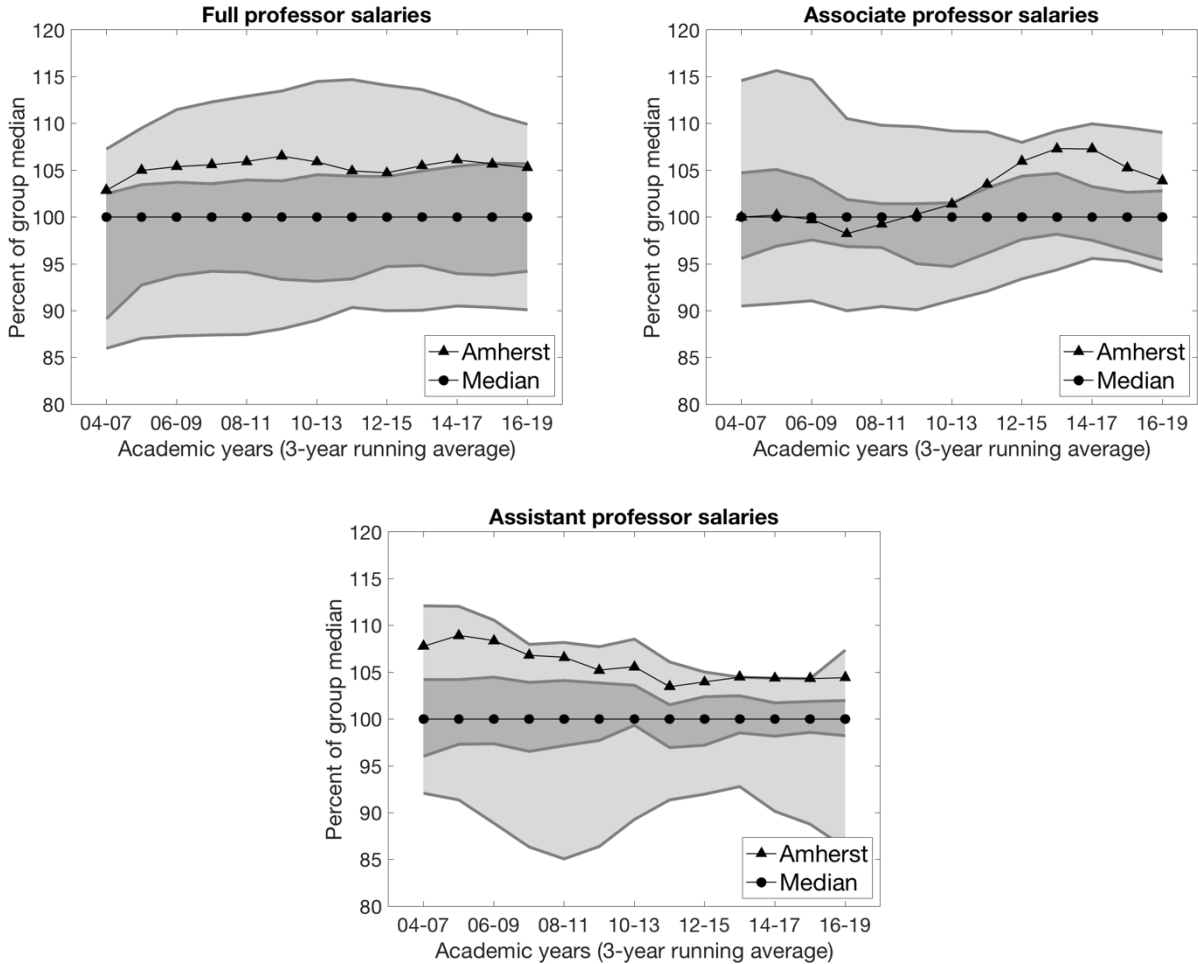 Full professor salaries
120
115
110
105
100
95
90
85
80
Percent of group median
04-07 06-09 08-11 10-13 12-15 14-17 16-19
Academic years (3-year running average)
Amherst
Median
Associate professor salaries
120
115
110
105
100
95
90
85
80
Percent of group median
04-07 06-09 08-11 10-13 12-15 14-17 16-19
Academic years (3-year running average)
Amherst
Median
Assistant professor salaries
120
115
110
105
100
95
90
85
80
Percent of group median
04-07 06-09 08-11 10-13 12-15 14-17 16-19
Academic years (3-year running average)
Amherst
Median